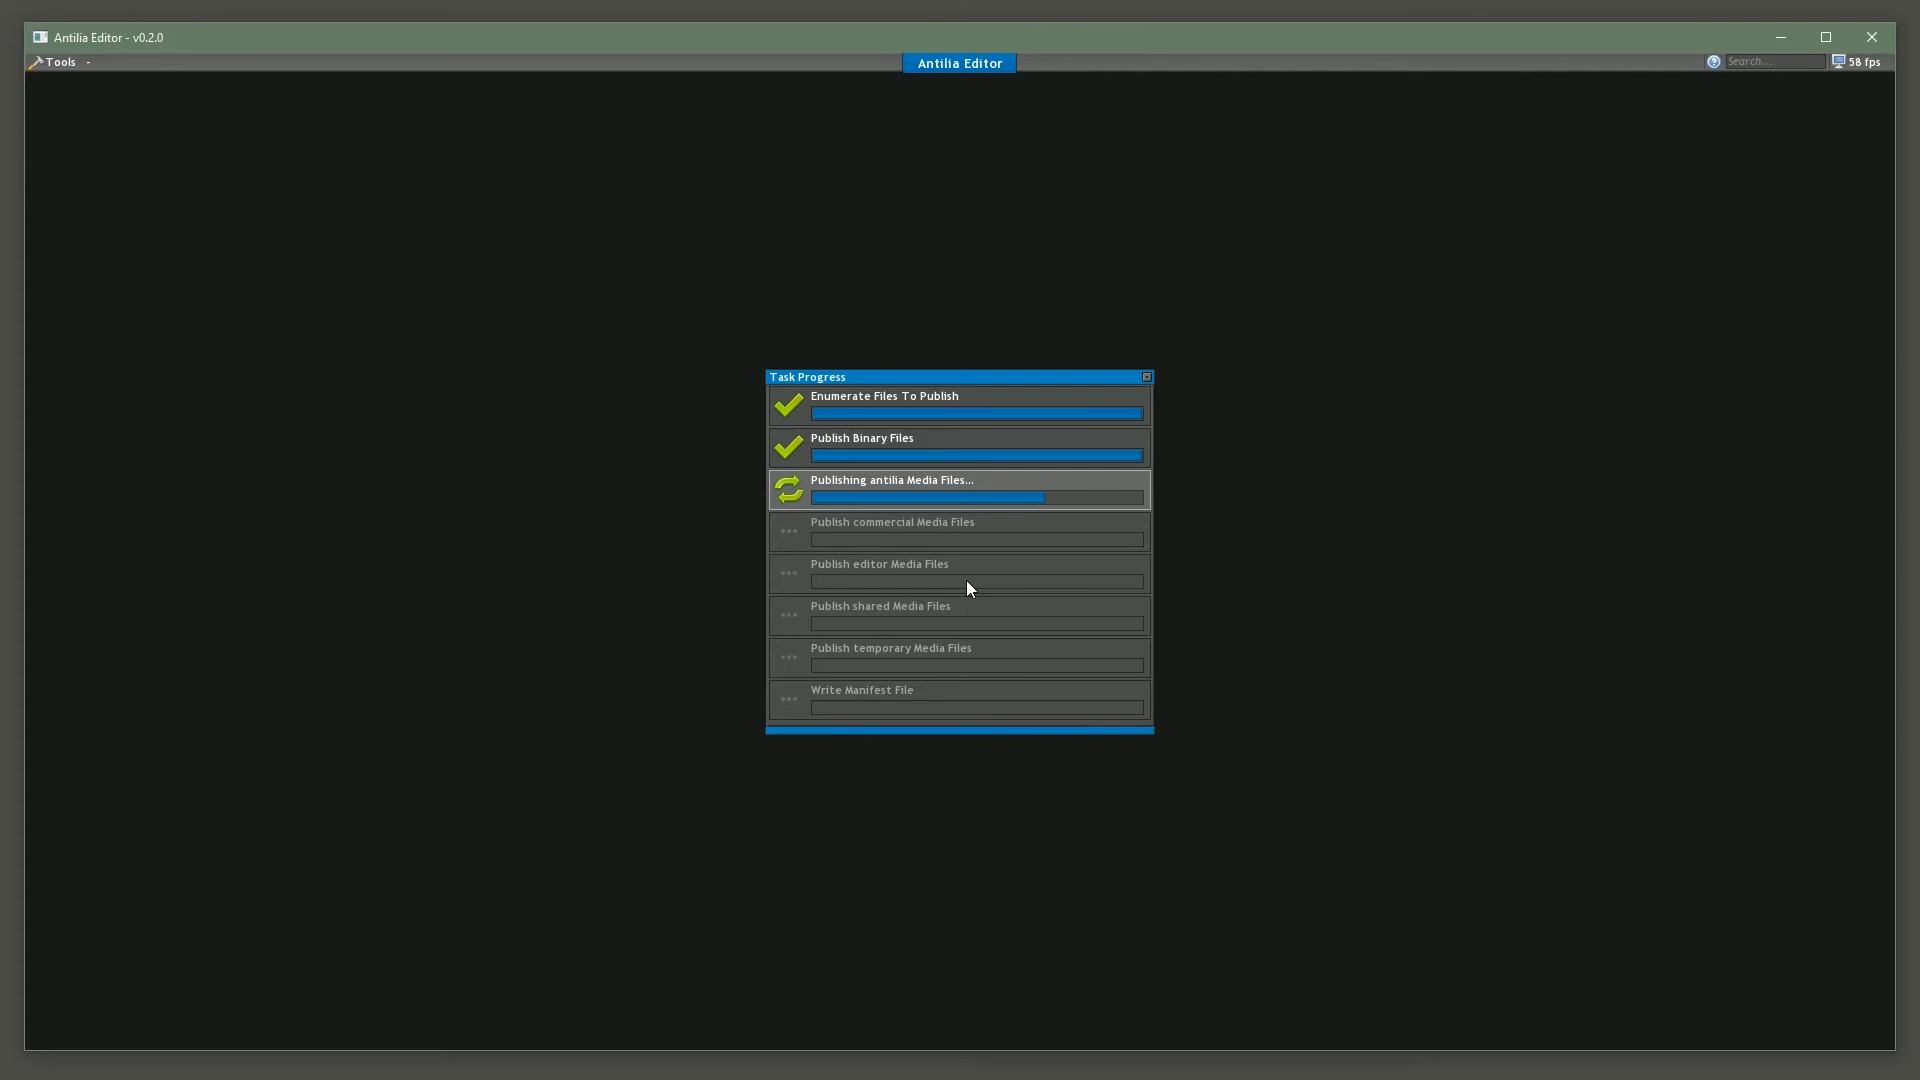 Antilia Editor - v0.2.0
Tools -
Antilia Editor
Search...
58 fps
Task Progress
Enumerate Files To Publish
Publish Binary Files
Publishing antilia Media Files...
Publish commercial Media Files
Publish editor Media Files
Publish shared Media Files
Publish temporary Media Files
Write Manifest File